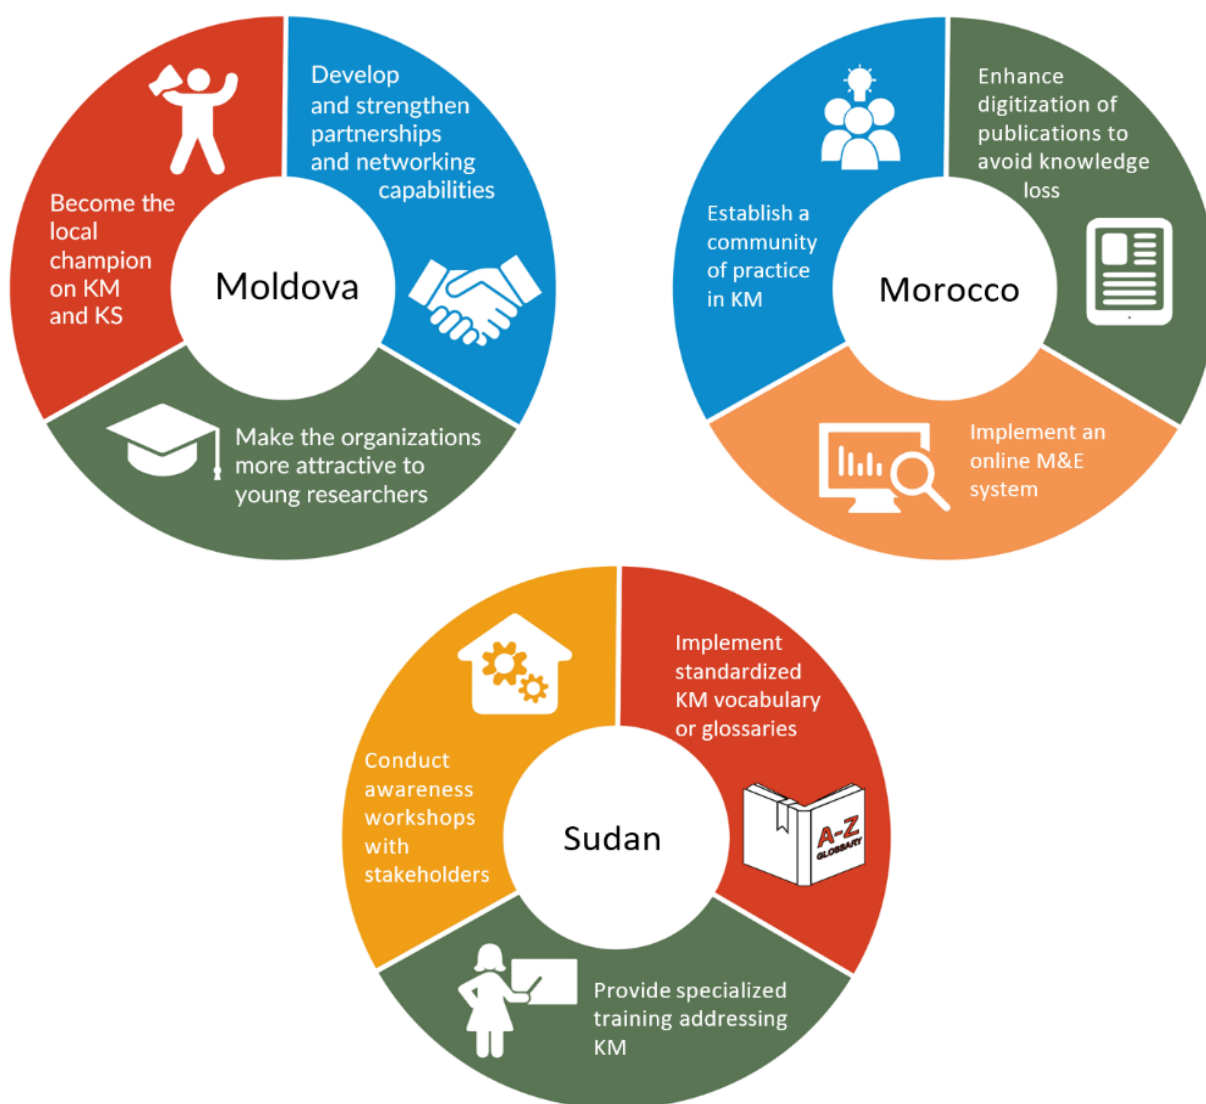 Develop
and strengthen
partnerships
and networking
capabilities
Become the
local
champion
on KM
and KS
Moldova
Make the organizations
more attractive to
young researchers
Enhance
digitization of
publications to
avoid knowledge
loss
Establish a
community
of practice
in KM
Morocco
Implement an
online M&E
system
Implement
standardized
KM vocabulary
or glossaries
A-Z
GLOSSARY
Conduct
awareness
workshops
with
stakeholders
Sudan
Provide specialized
training addressing
KM